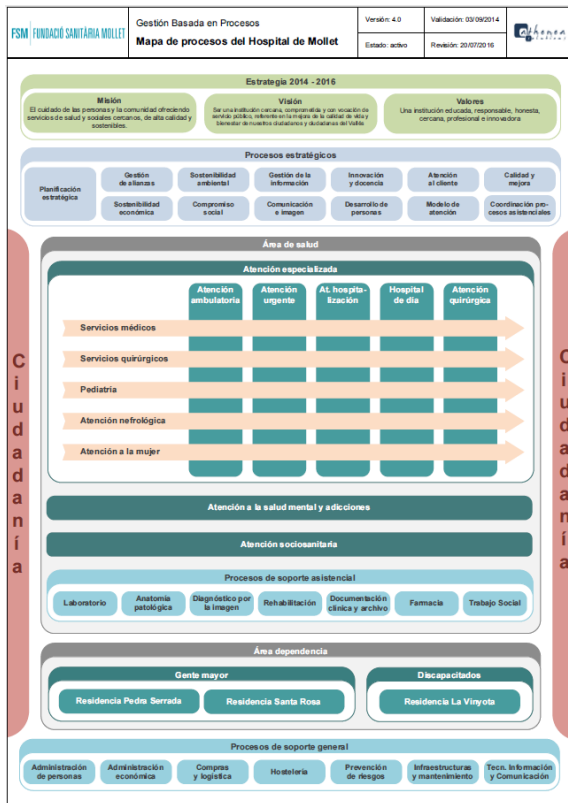 FSM FUNDACIÓ SANITÀRIA MOLLET
Gestión Basada en Procesos
Mapa de procesos del Hospital de Mollet
Versión: 4.0
Validación: 03/09/2014
Estado: activo
Revisión: 20/07/2016
Estrategia 2014 - 2016
Misión
El cuidado de las personas y la comunidad ofreciendo
servicios de salud y sociales cercanos, de alta calidad y
sostenibles.
Visión
Ser una institución cercana, comprometida y con vocación de
servicio público, referente en la mejora de la calidad de vida y
bienestar de nuestros ciudadanos y ciudadanas del Vallés
Valores
Una institución educada, responsable, honesta,
cercana, profesional e innovadora
Procesos estratégicos
Planificación
estratégica
Gestión
de alianzas
Sostenibilidad
ambiental
Gestión de la
información
Innovación
y docencia
Atención
al cliente
Calidad y
mejora
Sostenibilidad
económica
Compromiso
social
Comunicación
e imagen
Desarrollo de
personas
Modelo de
atención
Coordinación pro-
cesos asistenciales
Ciudadanía
Área de salud
Atención especializada
Atención
ambulatoria
Atención
urgente
At. hospita-
lización
Hospital
de día
Atención
quirúrgica
Servicios médicos
Servicios quirúrgicos
Pediatría
Atención nefrológica
Atención a la mujer
Atención a la salud mental y adicciones
Atención sociosanitaria
Procesos de soporte asistencial
Laboratorio
Anatomía
patológica
Diagnóstico por
la imagen
Rehabilitación
Documentación
clínica y archivo
Farmacia
Trabajo Social
Ciudadanía
Área dependencia
Gente mayor
Residencia Pedra Serrada
Residencia Santa Rosa
Discapacitados
Residencia La Vinyota
Procesos de soporte general
Administración
de personas
Administración
económica
Compras
y logística
Hostelería
Prevención
de riesgos
Infraestructuras
y mantenimiento
Tecn. Información
y Comunicación